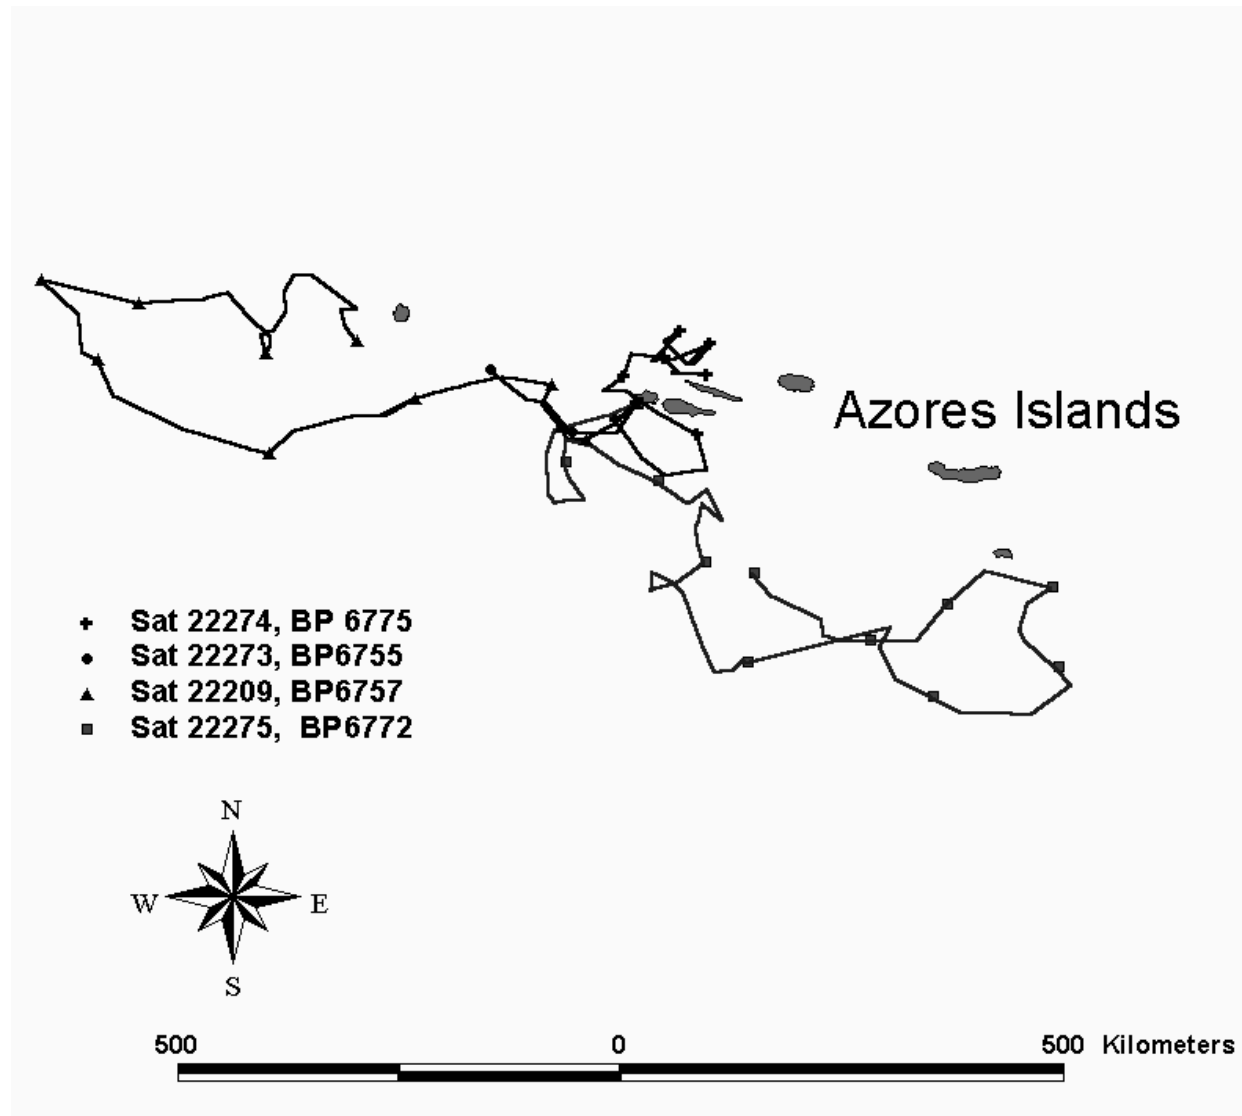 Azores Islands
Sat 22274, BP 6775
Sat 22273, BP6755
Sat 22209, BP6757
Sat 22275,  BP6772
N
W E
S
500 0 500 Kilometers